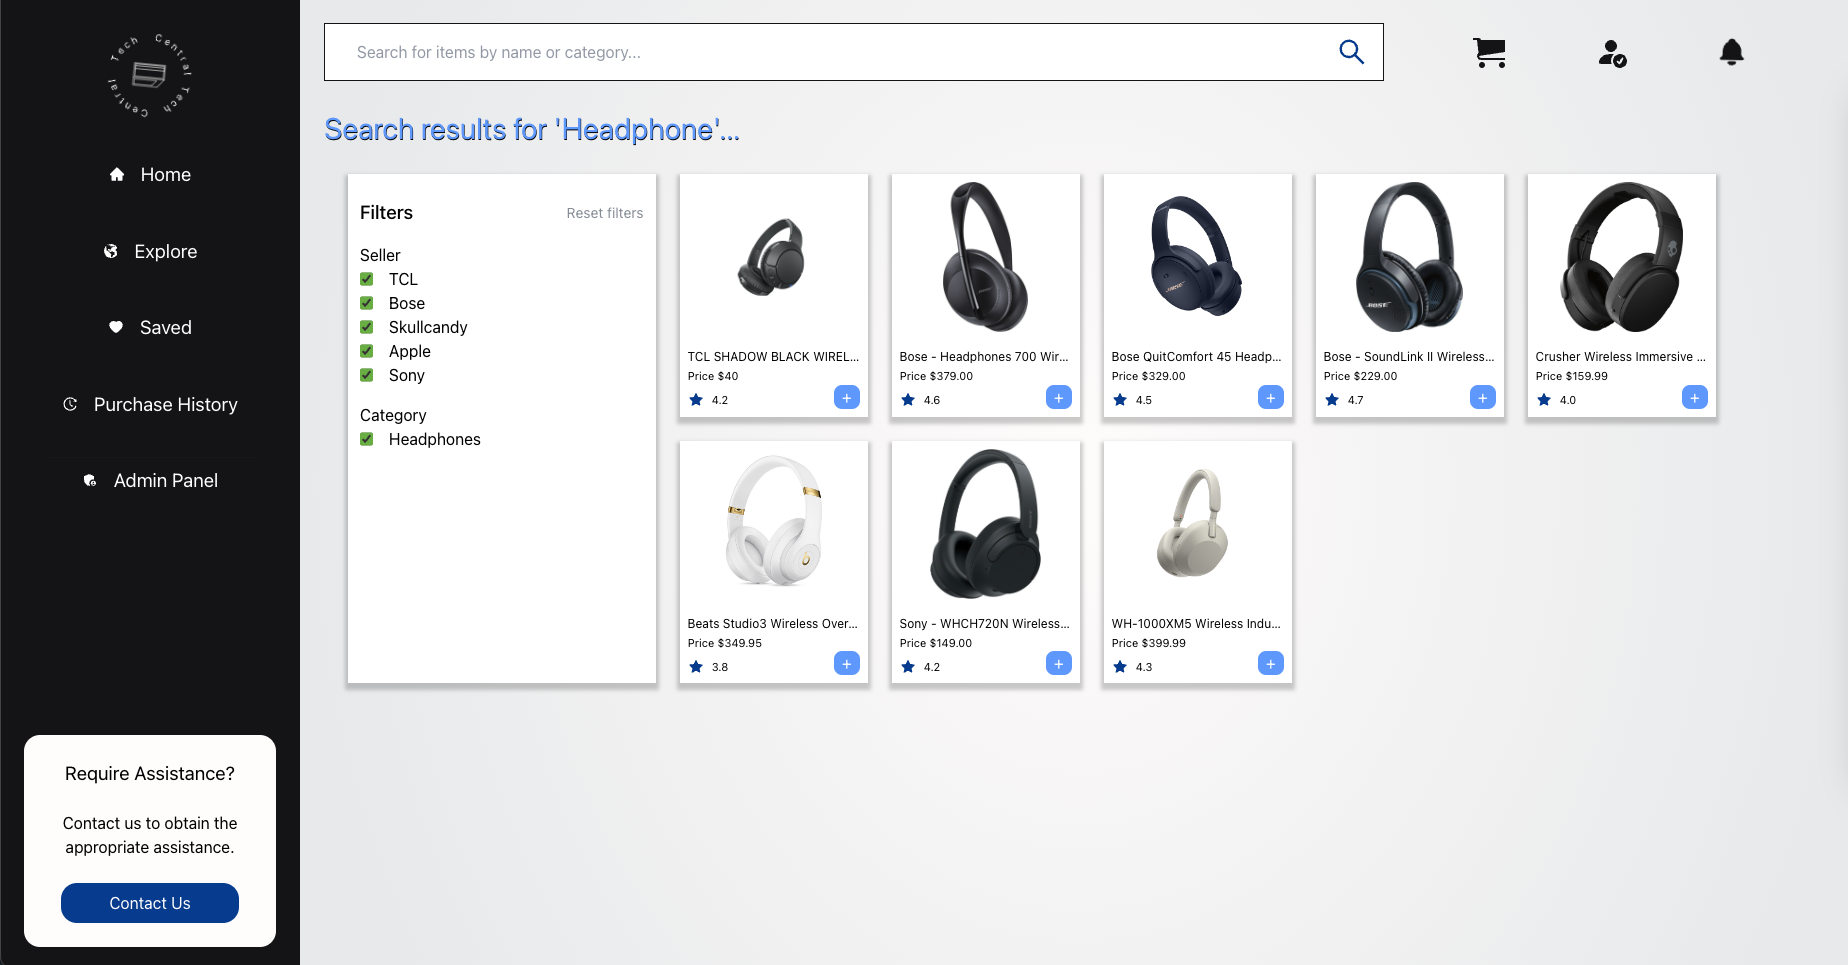 Tech Central Tech Central
Home
Explore
Saved
Purchase History
Admin Panel
Require Assistance?
Contact us to obtain the
appropriate assistance.
Contact Us
Search for items by name or category...
Search results for 'Headphone'...
Filters
Reset filters
Seller
TCL
Bose
Skullcandy
Apple
Sony
Category
Headphones
TCL SHADOW BLACK WIREL...
Price $40
4.2
+
Bose - Headphones 700 Wir...
Price $379.00
4.6
+
BOSE
Bose QuitComfort 45 Headp...
Price $329.00
4.5
+
BOSE
Bose - SoundLink II Wireless...
Price $229.00
4.7
+
Crusher Wireless Immersive ...
Price $159.99
4.0
+
Beats Studio3 Wireless Over...
Price $349.95
3.8
+
Sony - WHCH720N Wireless...
Price $149.00
4.2
+
WH-1000XM5 Wireless Indu...
Price $399.99
4.3
+